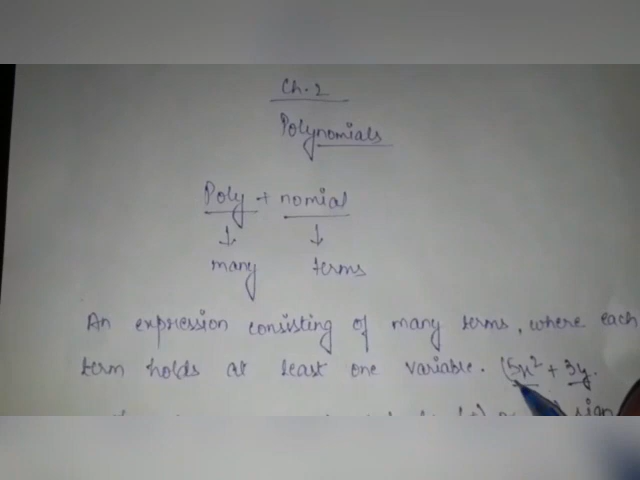 Ch. 2
Polynomials
Poly + nomial
↓ ↓
many terms
An expression consisting of many terms, where each
term holds at least one variable. (5x² + 3y.
sign